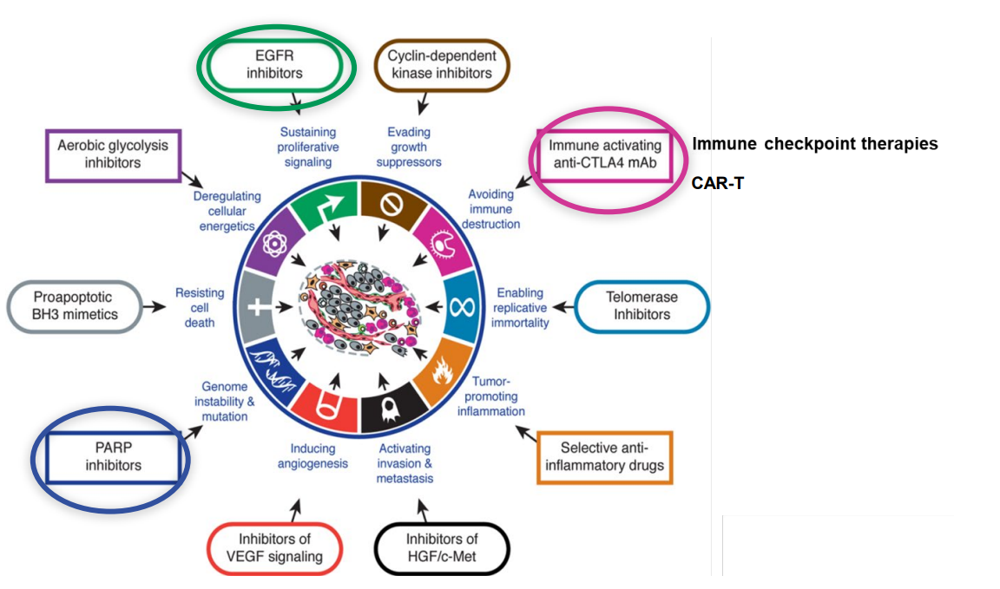 EGFR
inhibitors
Cyclin-dependent
kinase inhibitors
Sustaining
proliferative
signaling
Evading
growth
suppressors
Aerobic glycolysis
inhibitors
Immune activating
anti-CTLA4 mAb
Immune checkpoint therapies
CAR-T
Deregulating
cellular
energetics
Avoiding
immune
destruction
Proapoptotic
BH3 mimetics
Resisting
cell
death
Enabling
replicative
immortality
Telomerase
Inhibitors
Genome
instability &
mutation
Tumor-
promoting
inflammation
PARP
inhibitors
Inducing
angiogenesis
Activating
invasion &
metastasis
Selective anti-
inflammatory drugs
Inhibitors of
VEGF signaling
Inhibitors of
HGF/c-Met